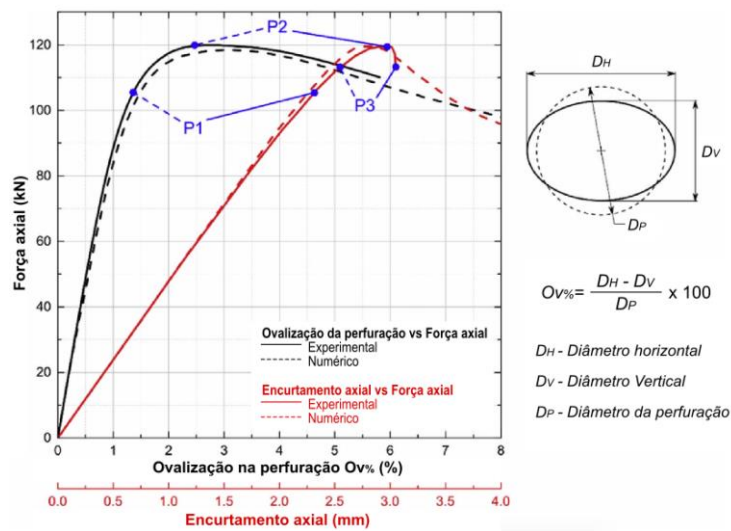 120
100
80
60
40
20
0
Força axial (kN)
P2
P1
P3
Ovalização da perfuração vs Força axial
Experimental
Numérico
Encurtamento axial vs Força axial
Experimental
Numérico
0 1 2 3 4 5 6 7 8
Ovalização na perfuração Ov% (%)
0.0 0.5 1.0 1.5 2.0 2.5 3.0 3.5 4.0
Encurtamento axial (mm)
DH
DV
DP
Ov%= DH - DV / DP x 100
DH - Diâmetro horizontal
DV - Diâmetro Vertical
DP - Diâmetro da perfuração